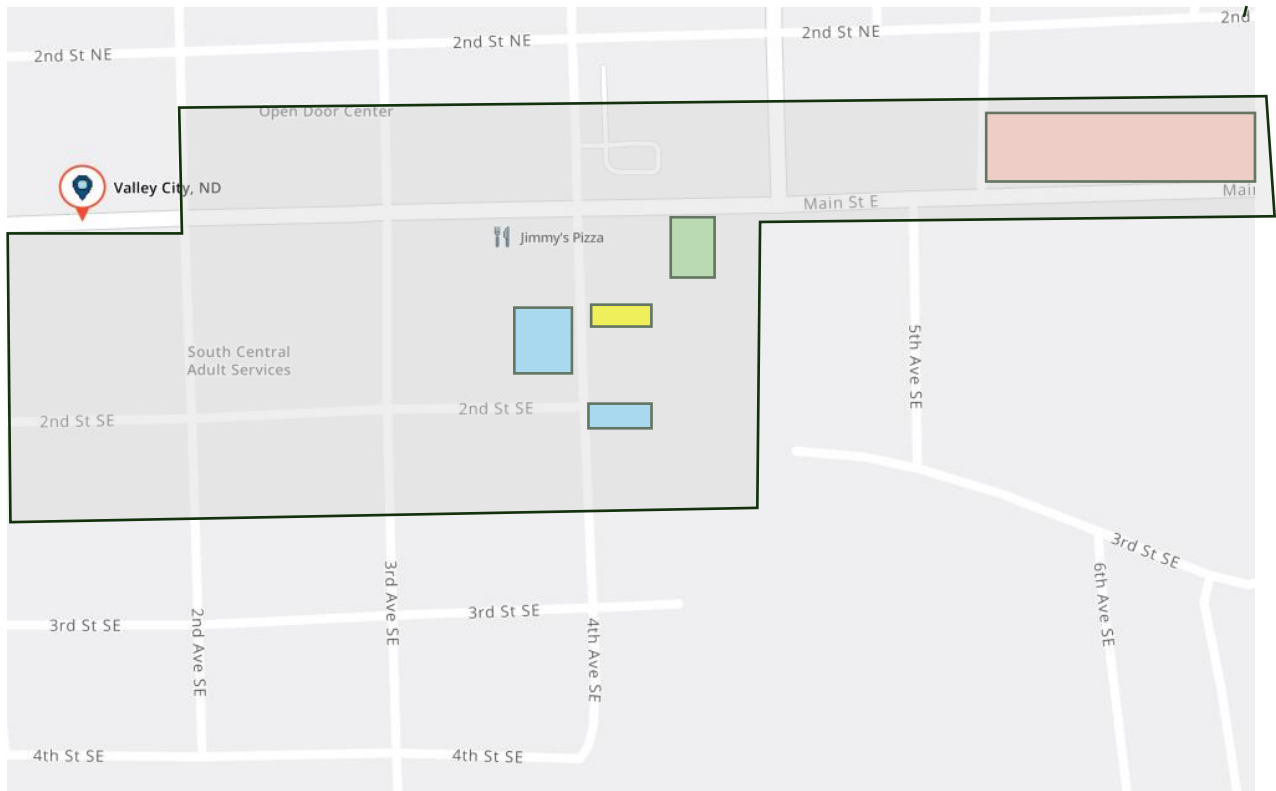 2nd
2nd St NE
2nd St NE
2nd St NE
Open Door Center
Valley City, ND
Main
Main St E
Jimmy's Pizza
South Central
Adult Services
5th Ave SE
2nd St SE
2nd St SE
3rd St SE
3rd Ave SE
6th Ave SE
3rd St SE
3rd St SE
2nd Ave SE
4th Ave SE
4th St SE
4th St SE